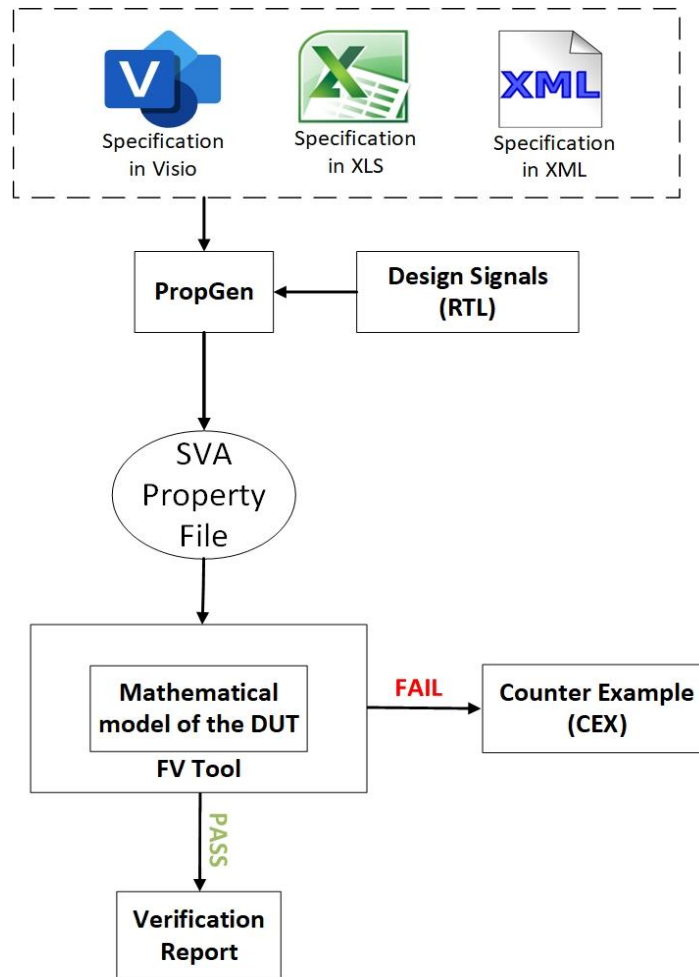 V
X
XML
Specification
in Visio
Specification
in XLS
Specification
in XML
PropGen
Design Signals
(RTL)
SVA
Property
File
Mathematical
model of the DUT
FV Tool
FAIL
Counter Example
(CEX)
PASS
Verification
Report